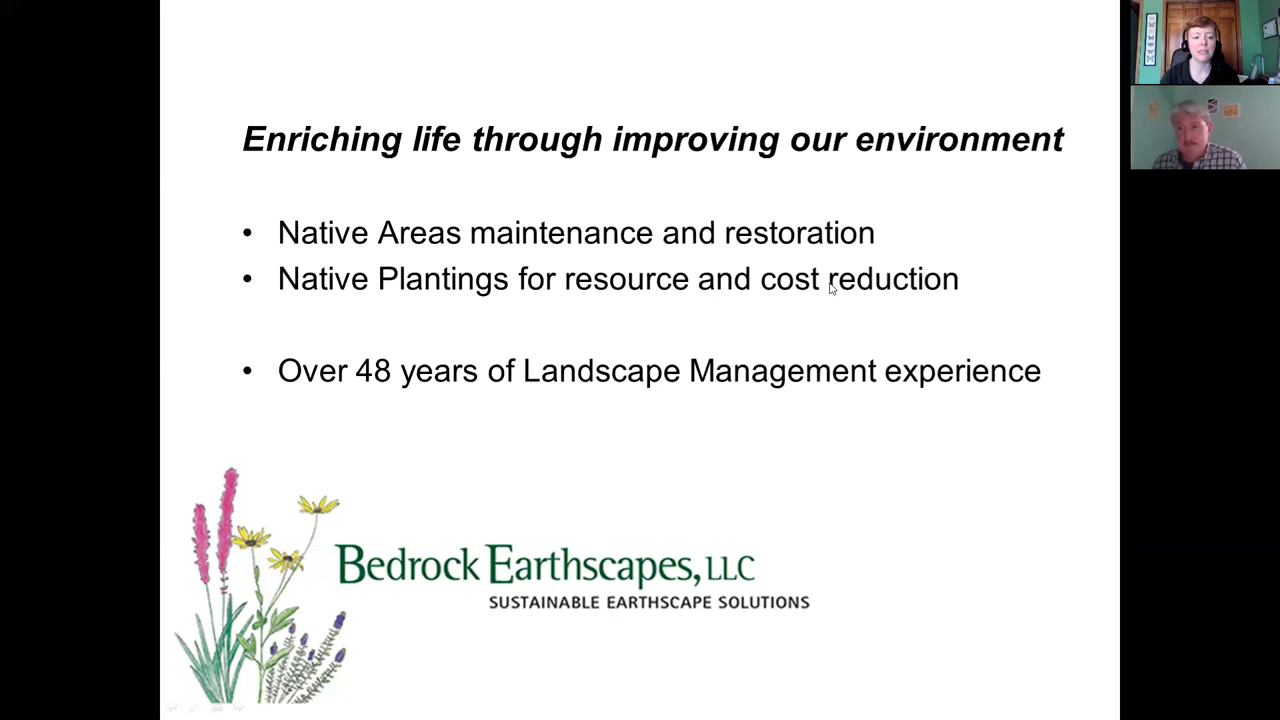 Enriching life through improving our environment
• Native Areas maintenance and restoration
• Native Plantings for resource and cost reduction
• Over 48 years of Landscape Management experience
Bedrock Earthscapes, LLC
SUSTAINABLE EARTHSCAPE SOLUTIONS